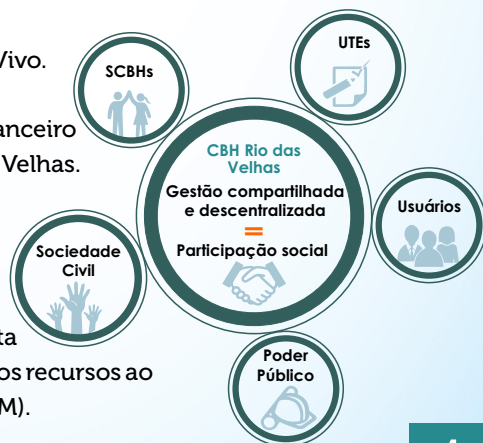 Vivo.
anceiro
Velhas.
ta
os recursos ao
M).
SCBHs
UTEs
CBH Rio das
Velhas
Gestão compartilhada
e descentralizada
=
Participação social
Usuários
Sociedade
Civil
Poder
Público